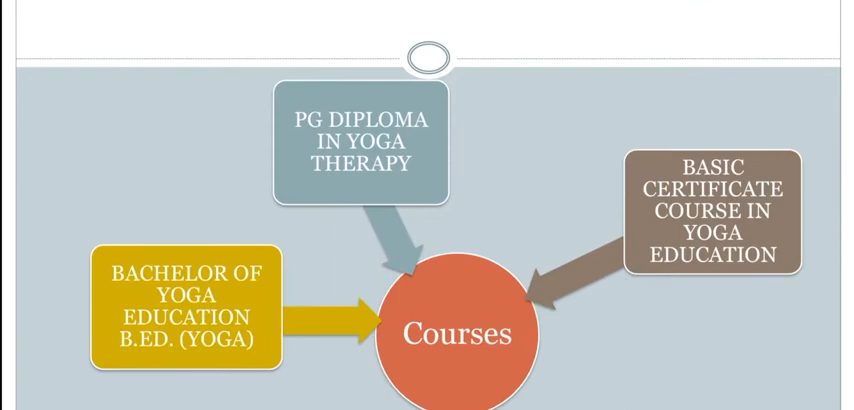 PG DIPLOMA
IN YOGA
THERAPY
BASIC
CERTIFICATE
COURSE IN
YOGA
EDUCATION
BACHELOR OF
YOGA
EDUCATION
B.ED. (YOGA)
Courses